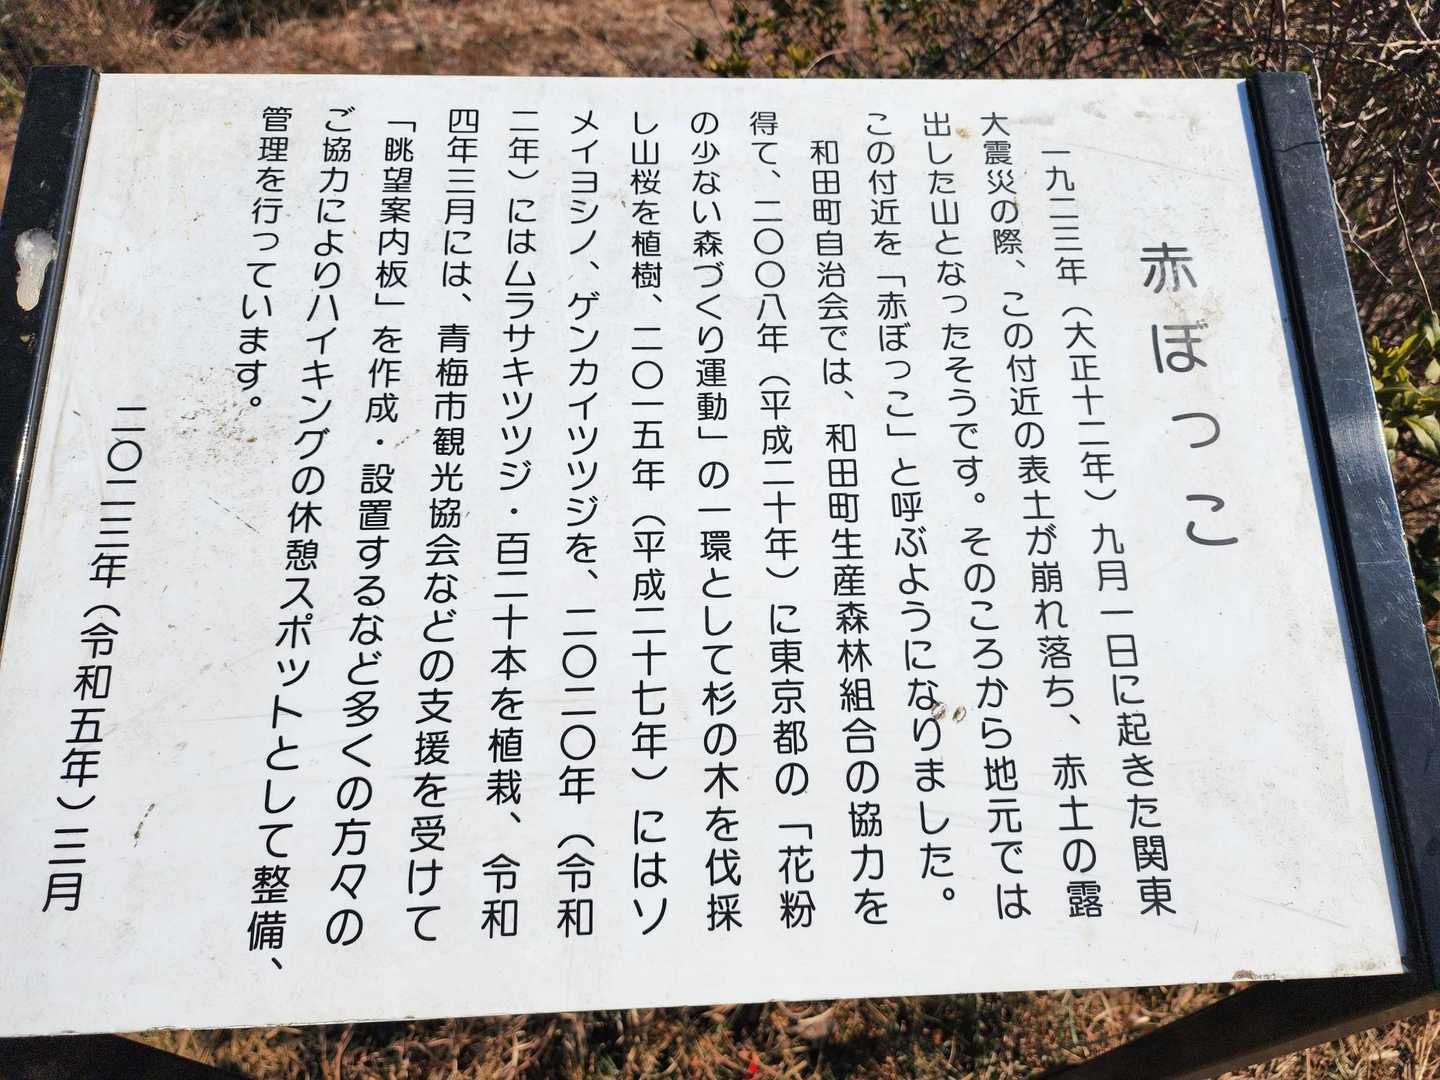 赤ぼっこ
一九二三年（大正十二年）九月一日に起きた関東
大震災の際、この付近の表土が崩れ落ち、赤土の露
出した山となったそうです。そのころから地元では
この付近を「赤ぼっこ」と呼ぶようになりました。
和田町自治会では、和田町生産森林組合の協力を
得て、二〇〇八年（平成二十年）に東京都の「花粉
の少ない森づくり運動」の一環として杉の木を伐採
し山桜を植樹、二〇一五年（平成二十七年）にはソ
メイヨシノ、ゲンカイツツジを、二〇二〇年（令和
二年）にはムラサキツツジ・百二十本を植栽、令和
四年三月には、青梅市観光協会などの支援を受けて
「眺望案内板」を作成・設置するなど多くの方々の
ご協力によりハイキングの休憩スポットとして整備、
管理を行っています。
二〇二三年（令和五年）三月